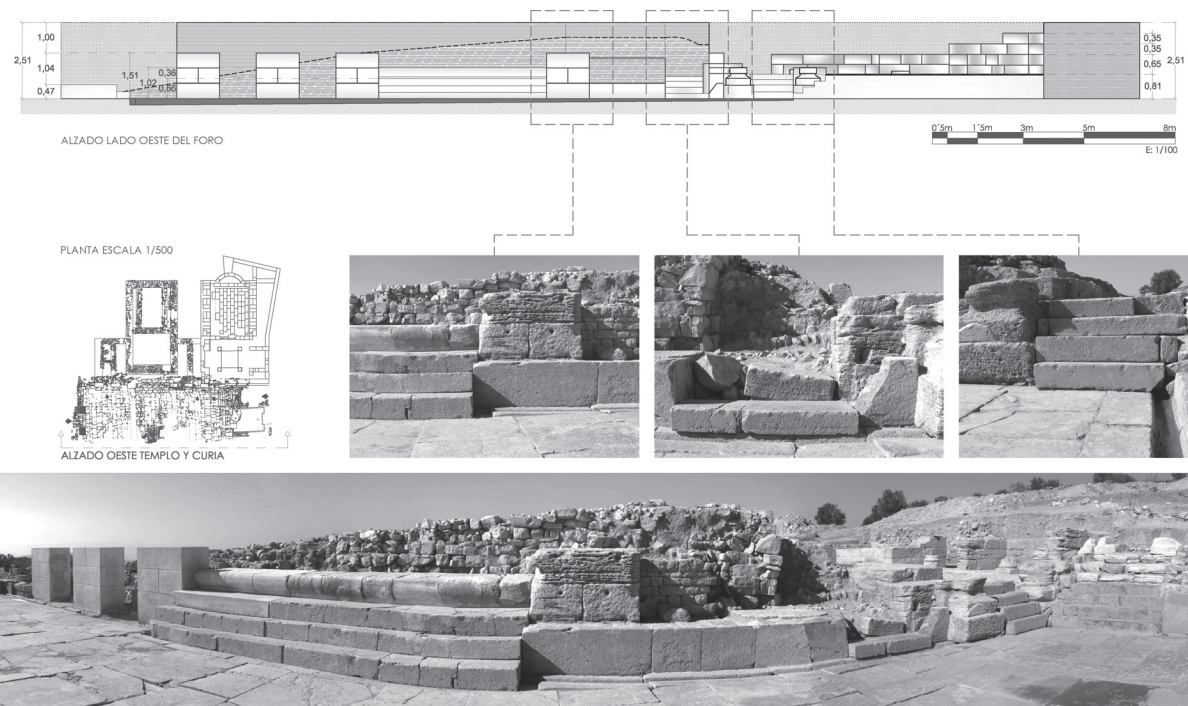 1,00
2,51
1,04
0,47
1,51
1,02
0,36
0,66
0,35
0,35
0,65
0,81
2,51
ALZADO LADO OESTE DEL FORO
0´5m 1´5m 3m 5m 8m
E: 1/100
PLANTA ESCALA 1/500
ALZADO OESTE TEMPLO Y CURIA